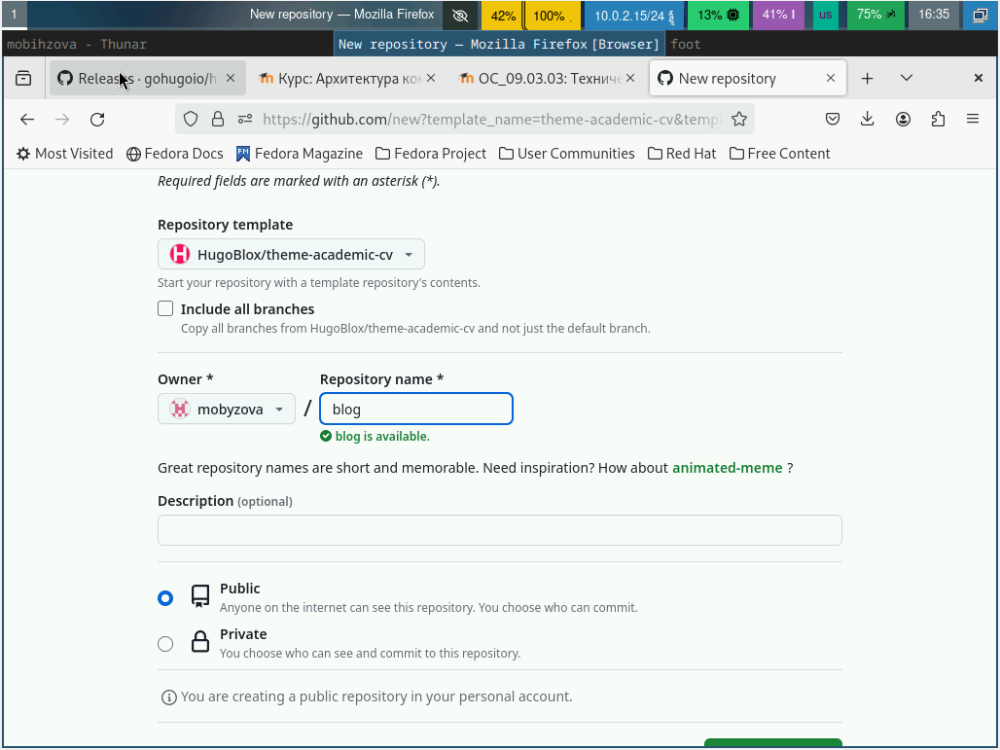 1 New repository — Mozilla Firefox 42% 100% 10.0.2.15/24 13% 41% us 75% 16:35
mobihzova - Thunar New repository — Mozilla Firefox [Browser] foot
Releases · gohugoio/h Курс: Архитектура ко ОС_09.03.03: Техниче New repository
https://github.com/new?template_name=theme-academic-cv&templ
Most Visited Fedora Docs Fedora Magazine Fedora Project User Communities Red Hat Free Content
Required fields are marked with an asterisk (*).
Repository template
HugoBlox/theme-academic-cv
Start your repository with a template repository's contents.
Include all branches
Copy all branches from HugoBlox/theme-academic-cv and not just the default branch.
Owner * Repository name *
mobyzova / blog
blog is available.
Great repository names are short and memorable. Need inspiration? How about animated-meme ?
Description (optional)
Public
Anyone on the internet can see this repository. You choose who can commit.
Private
You choose who can see and commit to this repository.
You are creating a public repository in your personal account.